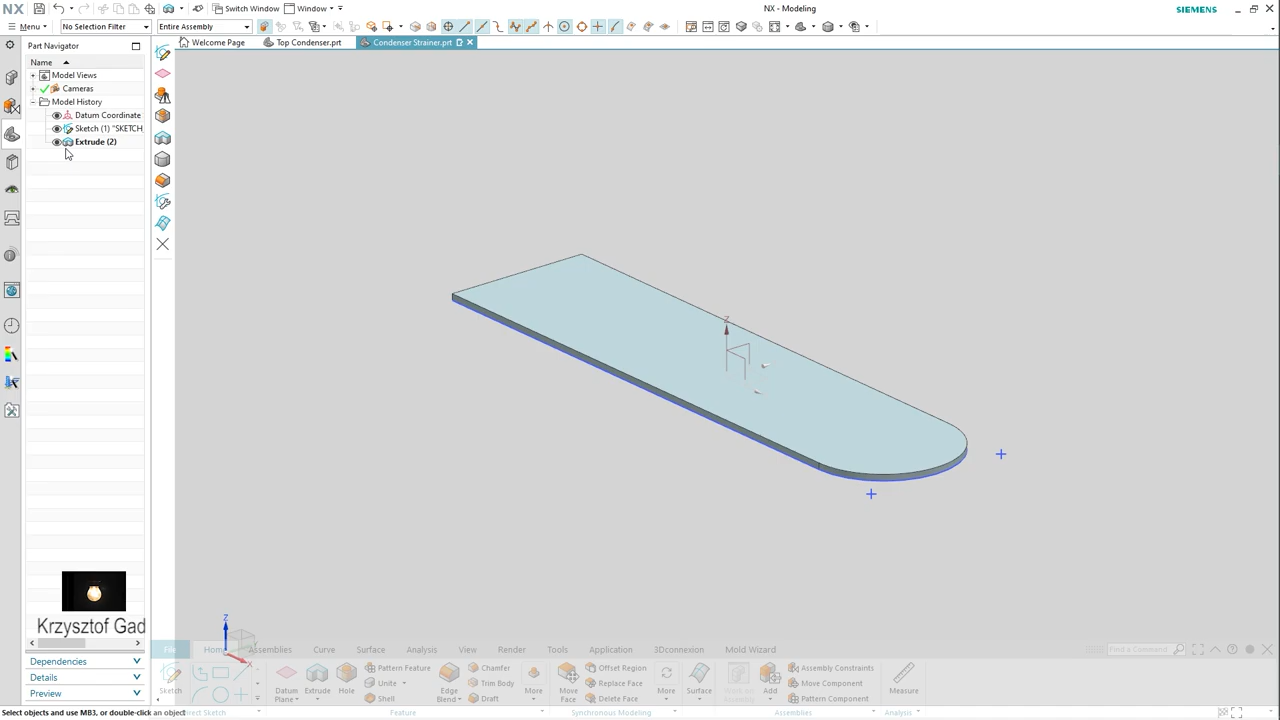 NX
Switch Window
Window
NX - Modeling
SIEMENS
Menu
No Selection Filter
Entire Assembly
Part Navigator
Welcome Page
Top Condenser.prt
Condenser Strainer.prt
Name
Model Views
Cameras
Model History
Datum Coordinate
Sketch (1) "SKETCH_
Extrude (2)
Z
Krzysztof Gad
Z
X
File
Home
Assemblies
Curve
Surface
Analysis
View
Render
Tools
Application
3Dconnexion
Mold Wizard
Find a Command
Dependencies
Details
Preview
Sketch
Datum Plane
Extrude
Hole
Pattern Feature
Unite
Shell
Edge Blend
Chamfer
Trim Body
Draft
More
Move Face
Offset Region
Replace Face
Delete Face
More
Surface
Add
Assembly Constraints
Move Component
Pattern Component
Measure
Direct Sketch
Feature
Synchronous Modeling
Assemblies
Analysis
Select objects and use MB3, or double-click an object